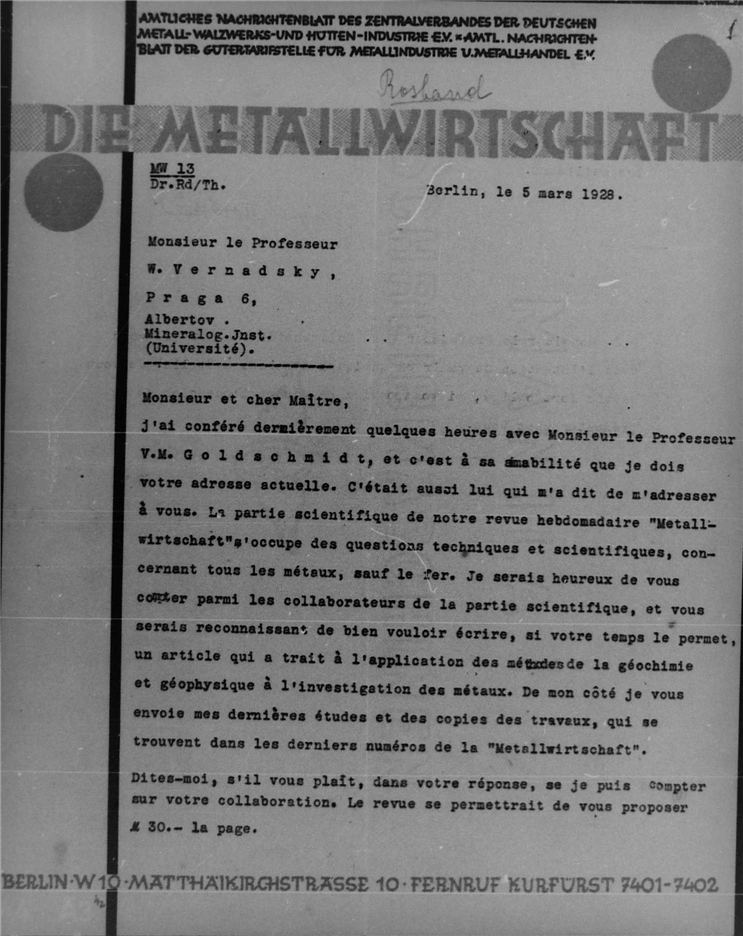 AMTLICHES NACHRICHTENBLATT DES ZENTRALVERBANDES DER DEUTSCHEN
METALL-WALZWERKS-UND HÜTTEN-INDUSTRIE E.V. * AMTL. NACHRICHTEN-
BLATT DER GÜTERTARIFSTELLE FÜR METALLINDUSTRIE U. METALLHANDEL E.V.
1
Rosbaud
DIE METALLWIRTSCHAFT
MW 13
Dr.Rd/Th.
Berlin, le 5 mars 1928.
Monsieur le Professeur
W. Vernadsky,
Praga 6,
Albertov.
Mineralog.Jnst.
(Université).
Monsieur et cher Maître,
j'ai conféré dernièrement quelques heures avec Monsieur le Professeur
V.M. Goldschmidt, et c'est à sa amabilité que je dois
votre adresse actuelle. C'était aussi lui qui m'a dit de m'adresser
à vous. La partie scientifique de notre revue hebdomadaire "Metall-
wirtschaft"s'occupe des questions techniques et scientifiques, con-
cernant tous les métaux, sauf le fer. Je serais heureux de vous
compter parmi les collaborateurs de la partie scientifique, et vous
serais reconnaissant de bien vouloir écrire, si votre temps le permet,
un article qui a trait à l'application des méthodes de la géochimie
et géophysique à l'investigation des métaux. De mon côté je vous
envoie mes dernières études et des copies des travaux, qui se
trouvent dans les derniers numéros de la "Metallwirtschaft".
Dites-moi, s'il vous plaît, dans votre réponse, se je puis compter
sur votre collaboration. Le revue se permettrait de vous proposer
M 30.- la page.
BERLIN·W 10·MATTHÄIKIRCHSTRASSE 10·FERNRUF KURFÜRST 7401-7402